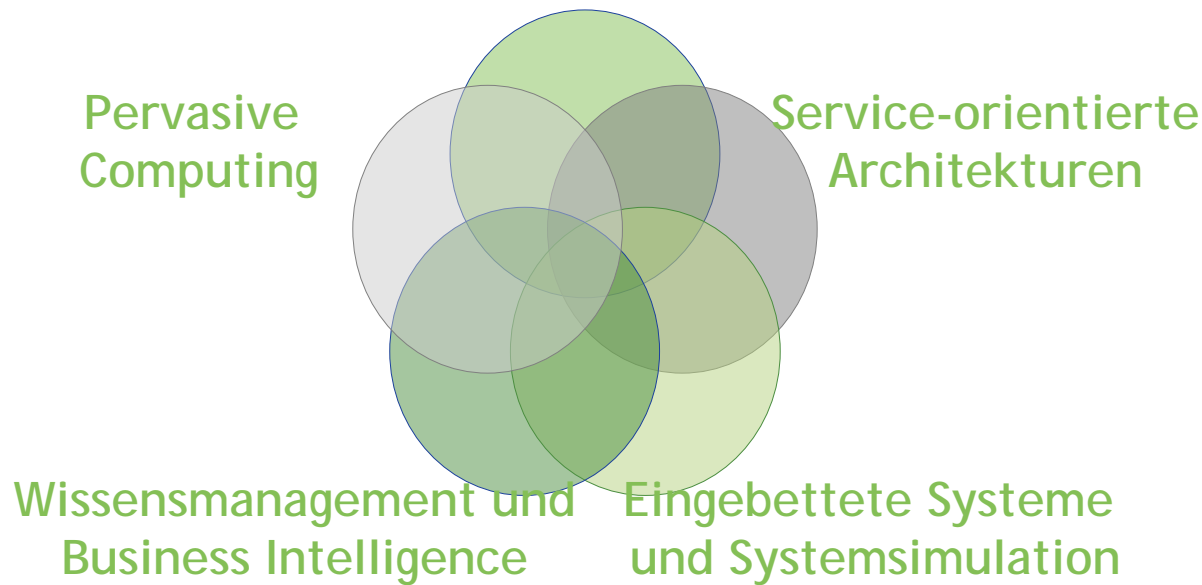 Pervasive
Computing
Service-orientierte
Architekturen
Wissensmanagement und
Business Intelligence
Eingebettete Systeme
und Systemsimulation